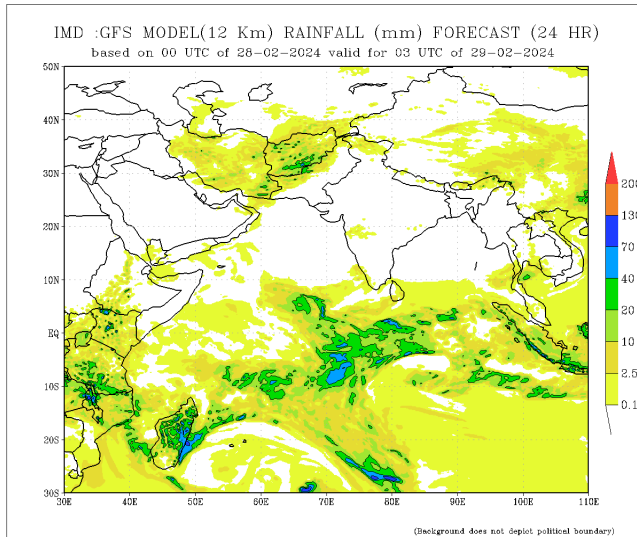 IMD :GFS MODEL(12 Km) RAINFALL (mm) FORECAST (24 HR)
based on 00 UTC of 28-02-2024 valid for 03 UTC of 29-02-2024
50N
40N
30N
20N
10N
EQ
10S
20S
30S
30E 40E 50E 60E 70E 80E 90E 100E 110E
200
130
70
40
20
10
2.5
0.1
(Background does not depict political boundary)